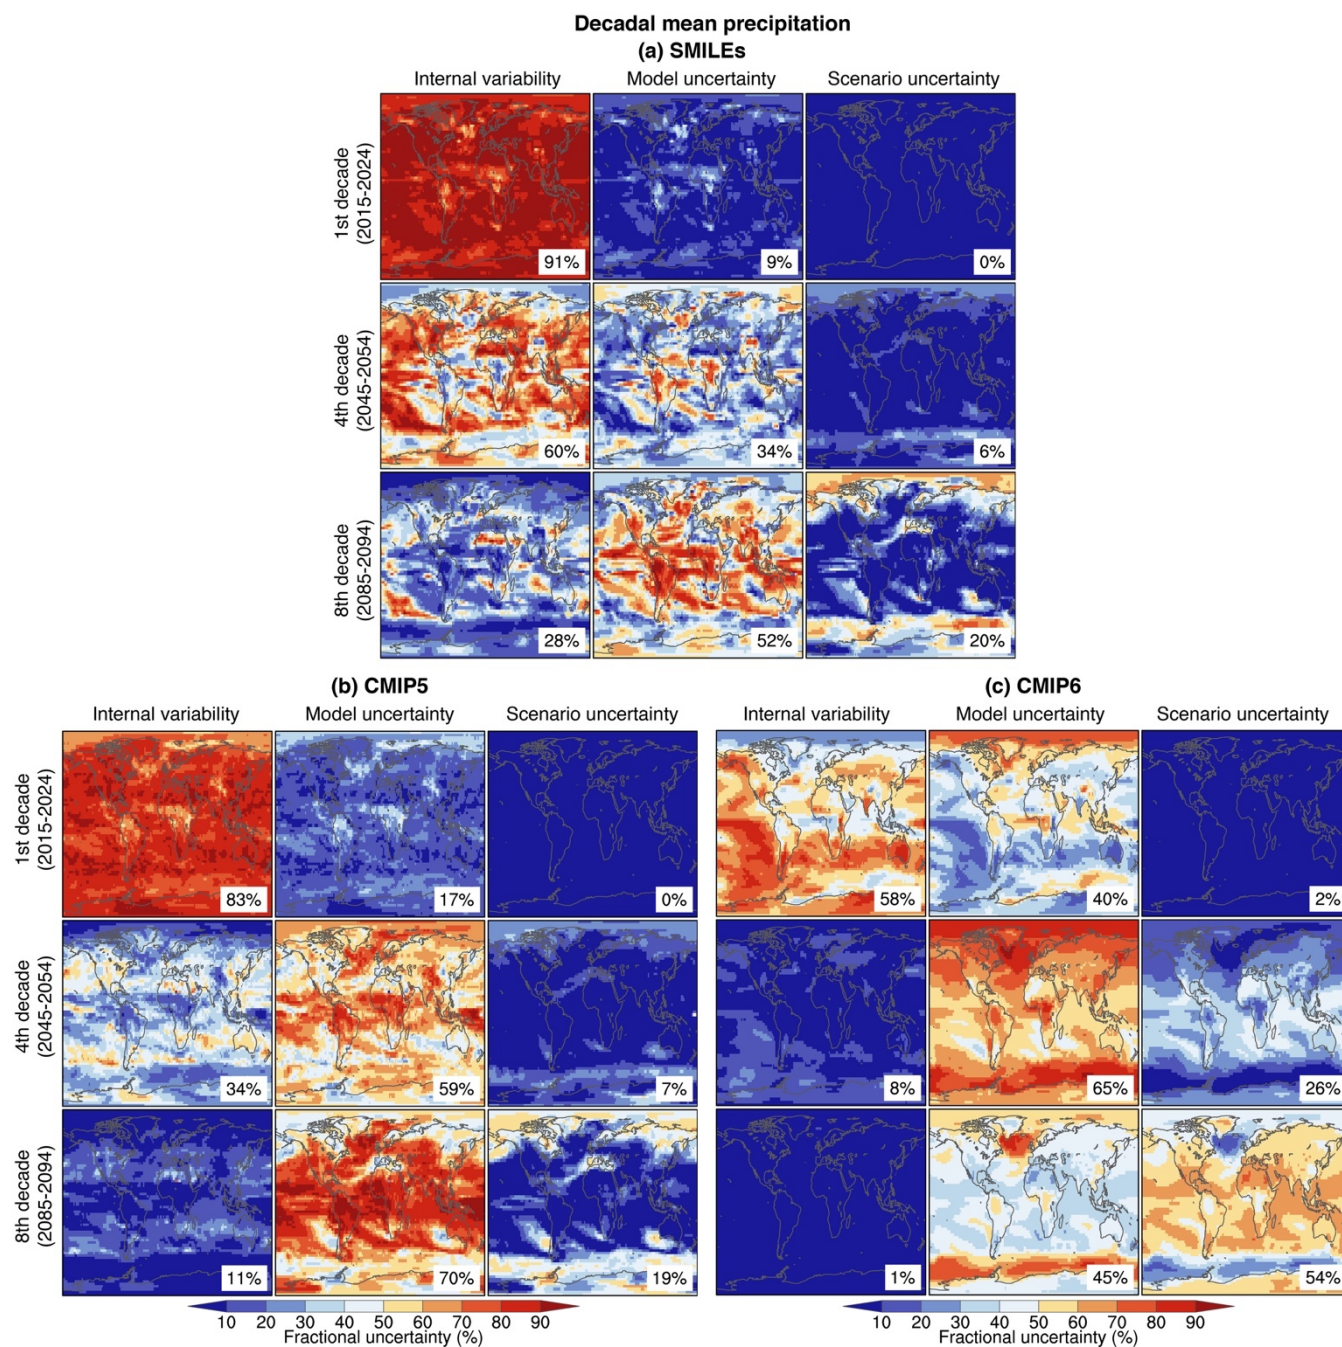 Decadal mean precipitation
(a) SMILEs
Internal variability Model uncertainty Scenario uncertainty
1st decade
(2015-2024)
91% 9% 0%
4th decade
(2045-2054)
60% 34% 6%
8th decade
(2085-2094)
28% 52% 20%
(b) CMIP5
Internal variability Model uncertainty Scenario uncertainty
1st decade
(2015-2024)
83% 17% 0%
4th decade
(2045-2054)
34% 59% 7%
8th decade
(2085-2094)
11% 70% 19%
10 20 30 40 50 60 70 80 90
Fractional uncertainty (%)
(c) CMIP6
Internal variability Model uncertainty Scenario uncertainty
58% 40% 2%
8% 65% 26%
1% 45% 54%
10 20 30 40 50 60 70 80 90
Fractional uncertainty (%)